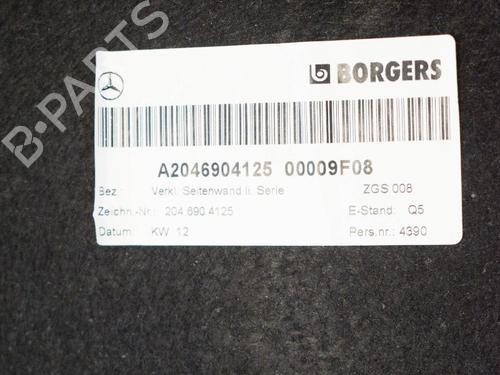 B·PARTS
BORGERS
A2046904125 00009F08
Bez.: Verkl. Seitenwand li. Serie ZGS 008
Zeichn.-Nr.: 204 690 4125 E-Stand: Q5
Datum: KW 12 Pers.nr.: 4390